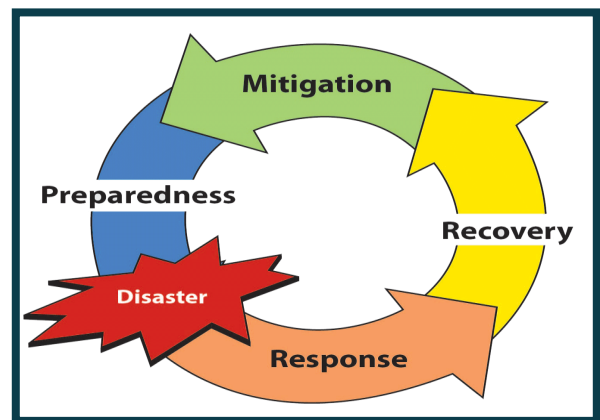 Mitigation
Preparedness
Recovery
Disaster
Response